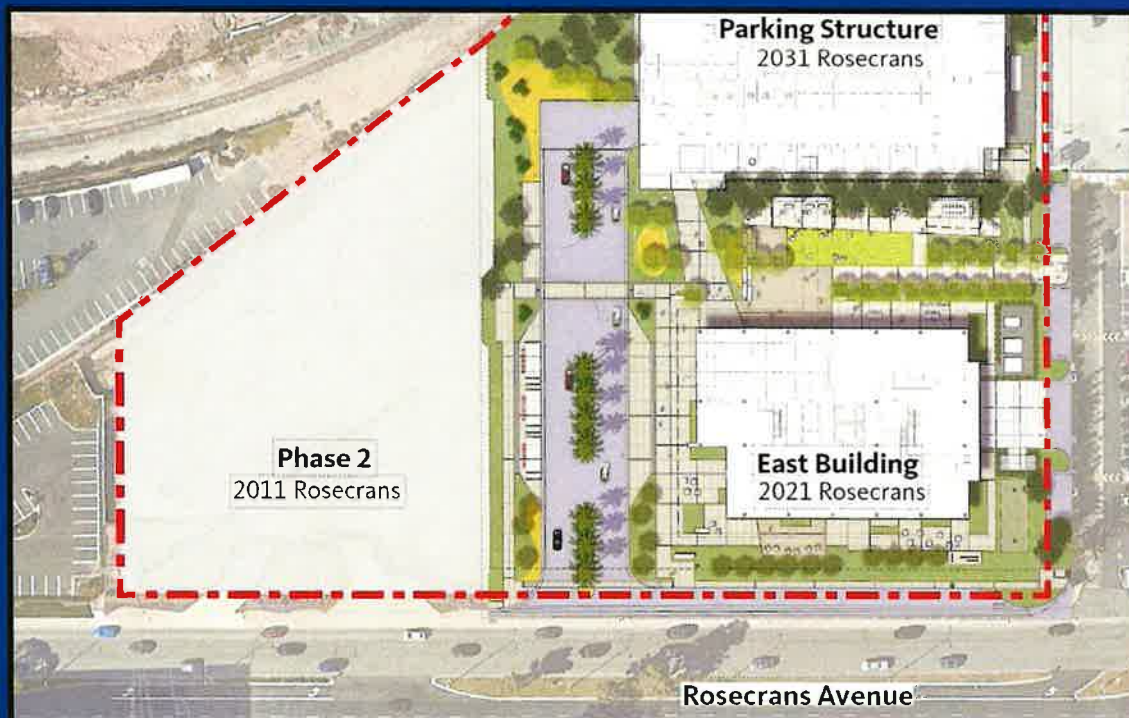 Parking Structure
2031 Rosecrans
Phase 2
2011 Rosecrans
East Building
2021 Rosecrans
Rosecrans Avenue